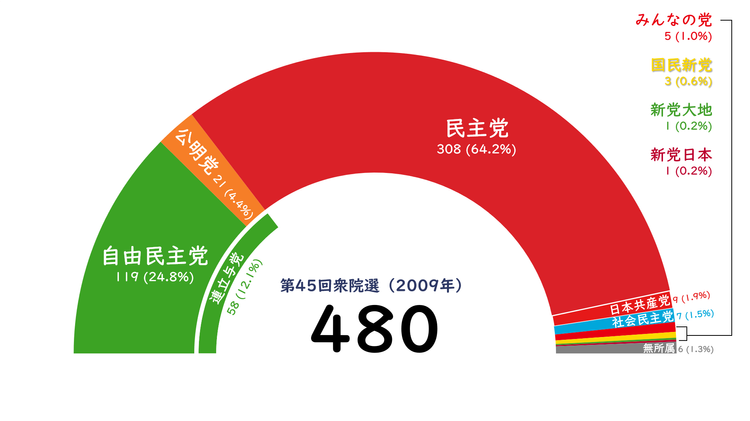 みんなの党
5 (1.0%)
国民新党
3 (0.6%)
新党大地
1 (0.2%)
新党日本
1 (0.2%)
民主党
308 (64.2%)
公明党 21 (4.4%)
自由民主党
119 (24.8%)
連立与党
58 (12.1%)
第45回衆院選（2009年）
480
日本共産党 9 (1.9%)
社会民主党 7 (1.5%)
無所属 6 (1.3%)